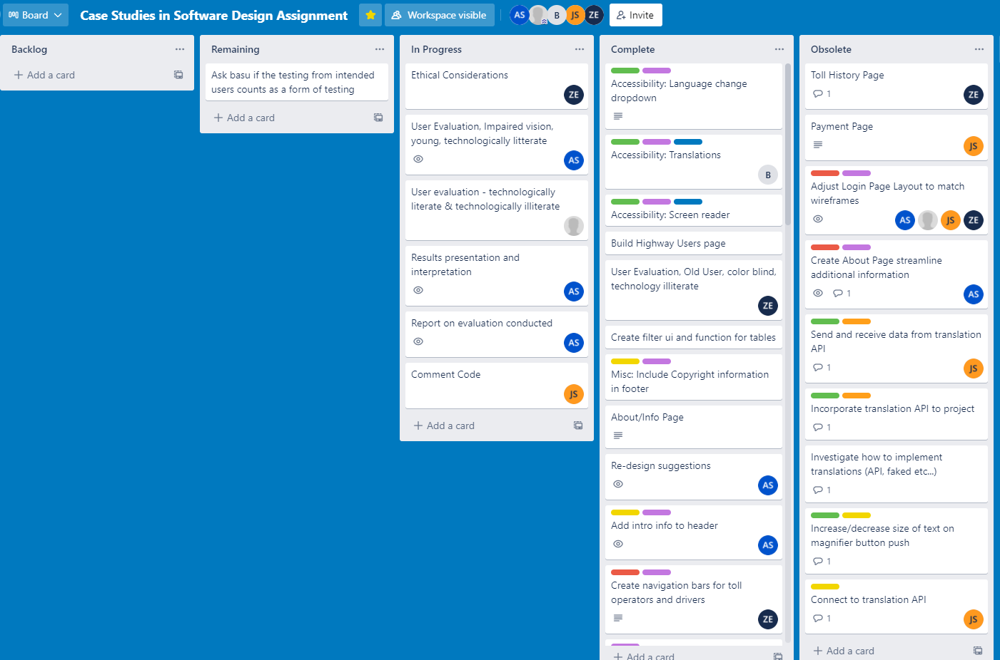 Board
Case Studies in Software Design Assignment
Workspace visible
AS
B
JS
ZE
Invite
Backlog
Add a card
Remaining
Ask basu if the testing from intended
users counts as a form of testing
Add a card
In Progress
Ethical Considerations
ZE
User Evaluation, Impaired vision,
young, technologically litterate
AS
User evaluation - technologically
literate & technologically illiterate
Results presentation and
interpretation
AS
Report on evaluation conducted
AS
Comment Code
JS
Add a card
Complete
Accessibility: Language change
dropdown
Accessibility: Translations
B
Accessibility: Screen reader
Build Highway Users page
User Evaluation, Old User, color blind,
technology illiterate
ZE
Create filter ui and function for tables
Misc: Include Copyright information
in footer
About/Info Page
Re-design suggestions
AS
Add intro info to header
AS
Create navigation bars for toll
operators and drivers
ZE
Add a card
Obsolete
Toll History Page
1
ZE
Payment Page
JS
Adjust Login Page Layout to match
wireframes
AS
JS
ZE
Create About Page streamline
additional information
1
AS
Send and receive data from translation
API
1
JS
Incorporate translation API to project
1
Investigate how to implement
translations (API, faked etc...)
1
Increase/decrease size of text on
magnifier button push
1
Connect to translation API
1
JS
Add a card